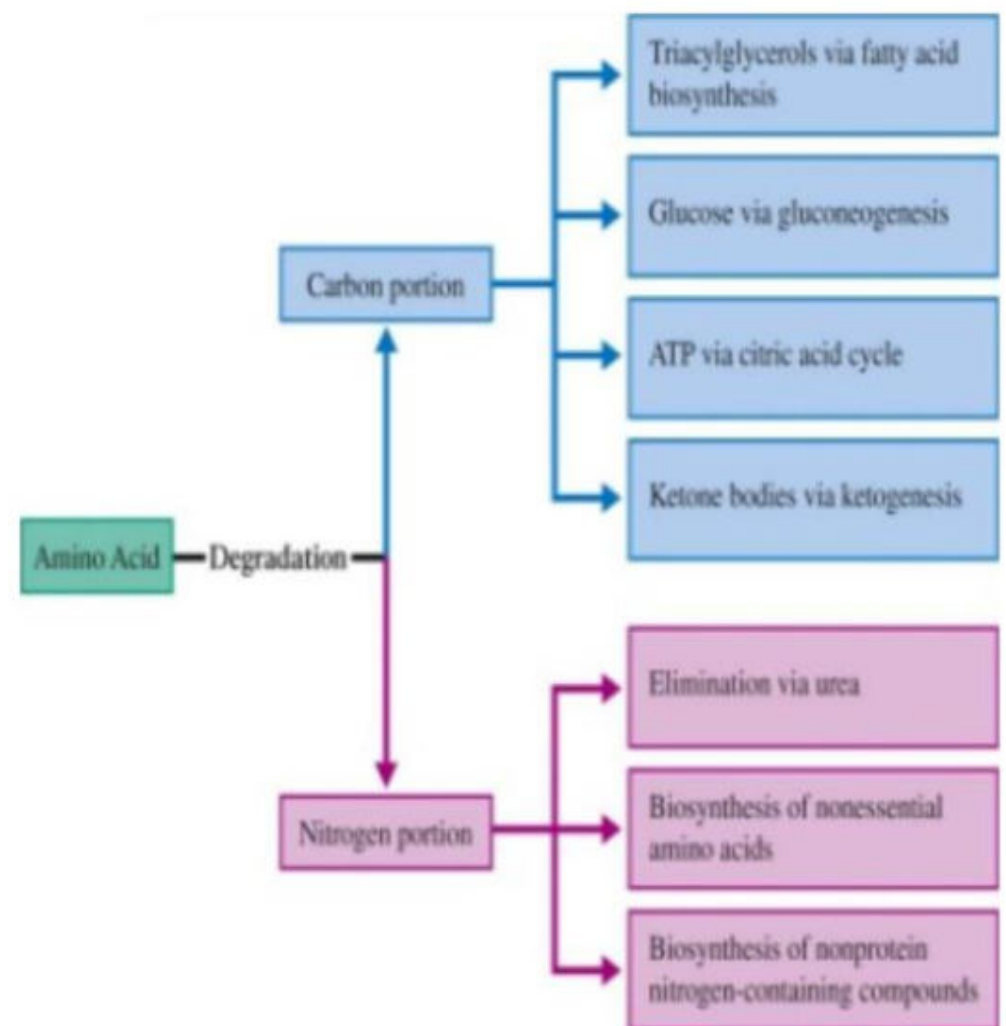 Triacylglycerols via fatty acid
biosynthesis
Glucose via gluconeogenesis
Carbon portion
ATP via citric acid cycle
Ketone bodies via ketogenesis
Amino Acid
Degradation
Elimination via urea
Nitrogen portion
Biosynthesis of nonessential
amino acids
Biosynthesis of nonprotein
nitrogen-containing compounds